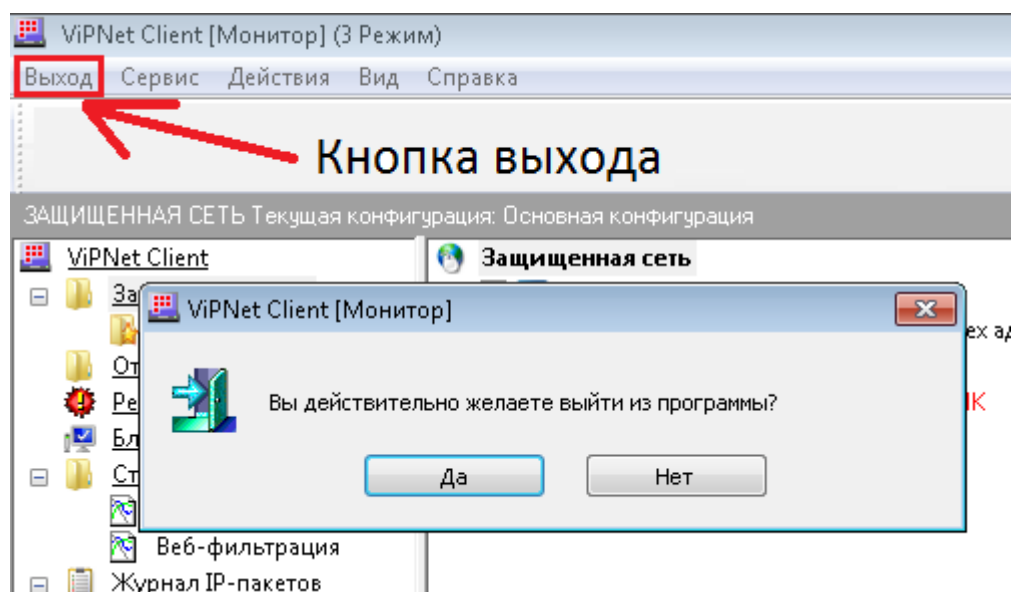 ViPNet Client [Монитор] (3 Режим)
Выход Сервис Действия Вид Справка
Кнопка выхода
ЗАЩИЩЕННАЯ СЕТЬ Текущая конфигурация: Основная конфигурация
ViPNet Client
Защищенная сеть
ViPNet Client [Монитор]
Вы действительно желаете выйти из программы?
Да Нет
Веб-фильтрация
Журнал IP-пакетов